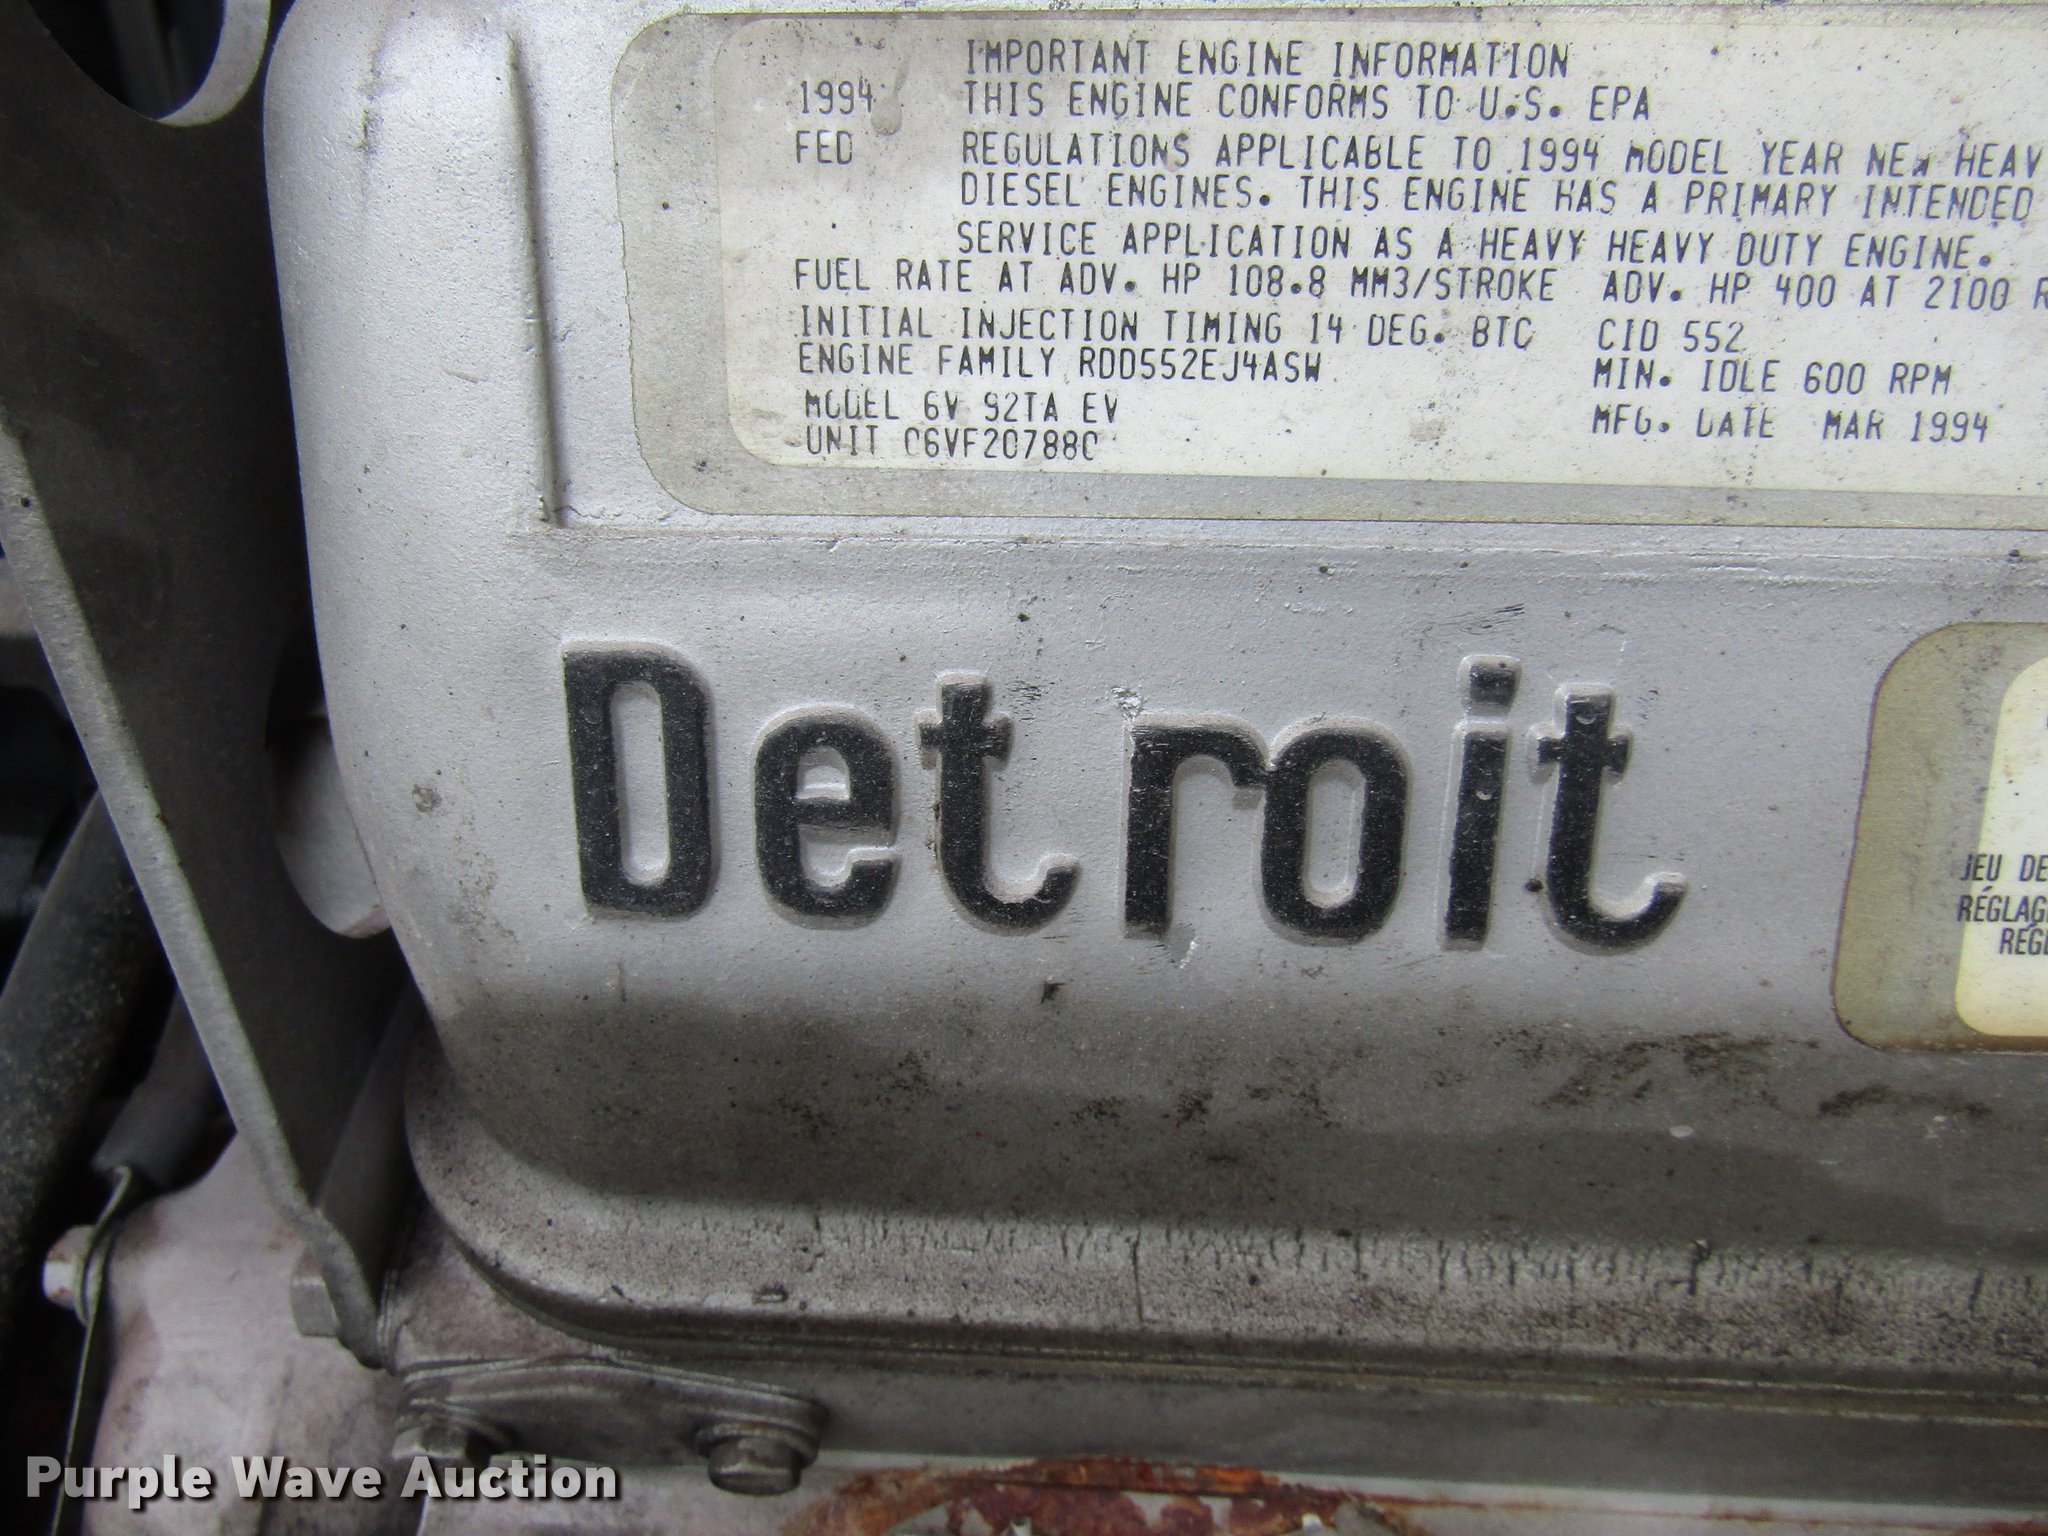 IMPORTANT ENGINE INFORMATION
1994 THIS ENGINE CONFORMS TO U.S. EPA
FED REGULATIONS APPLICABLE TO 1994 MODEL YEAR NEW HEAV
DIESEL ENGINES. THIS ENGINE HAS A PRIMARY INTENDED
SERVICE APPLICATION AS A HEAVY HEAVY DUTY ENGINE.
FUEL RATE AT ADV. HP 108.8 MM3/STROKE ADV. HP 400 AT 2100 R
INITIAL INJECTION TIMING 14 DEG. BTC CID 552
ENGINE FAMILY RDD552EJ4ASW MIN. IDLE 600 RPM
MODEL 6V 92TA EV MFG. DATE MAR 1994
UNIT 06VF207880
Detroit
JEU DE
RÉGLAG
RÉG
Purple Wave Auction